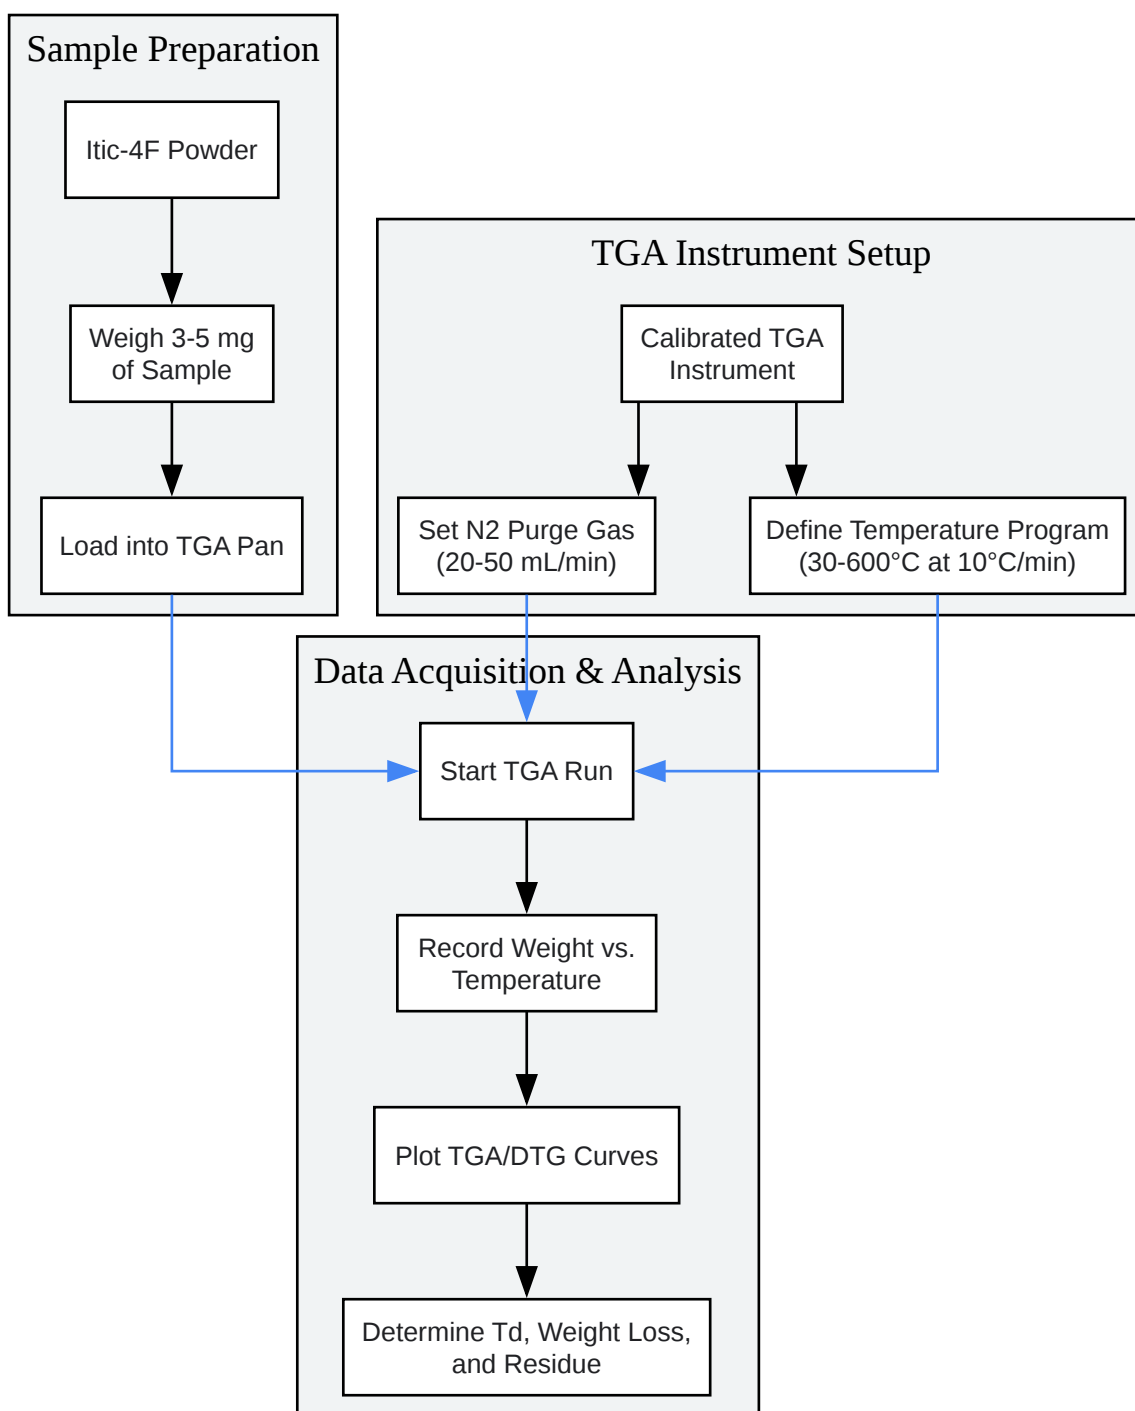 Sample Preparation
Itic-4F Powder
Weigh 3-5 mg
of Sample
Load into TGA Pan
TGA Instrument Setup
Calibrated TGA
Instrument
Set N2 Purge Gas
(20-50 mL/min)
Define Temperature Program
(30-600°C at 10°C/min)
Data Acquisition & Analysis
Start TGA Run
Record Weight vs.
Temperature
Plot TGA/DTG Curves
Determine Td, Weight Loss,
and Residue